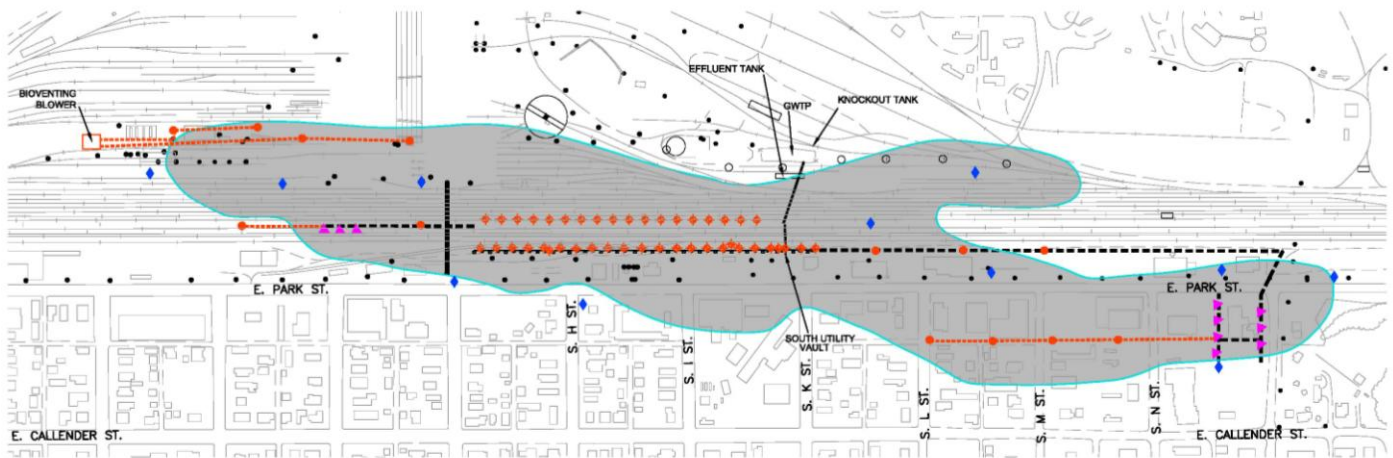 EFFLUENT TANK
GWTP
KNOCKOUT TANK
BIOVENTING
BLOWER
E. PARK ST.
E. PARK ST.
S. H ST.
S. I ST.
SOUTH UTILITY
VAULT
S. K ST.
S. L ST.
S. M ST.
S. N ST.
E. CALLENDER ST.
E. CALLENDER ST.